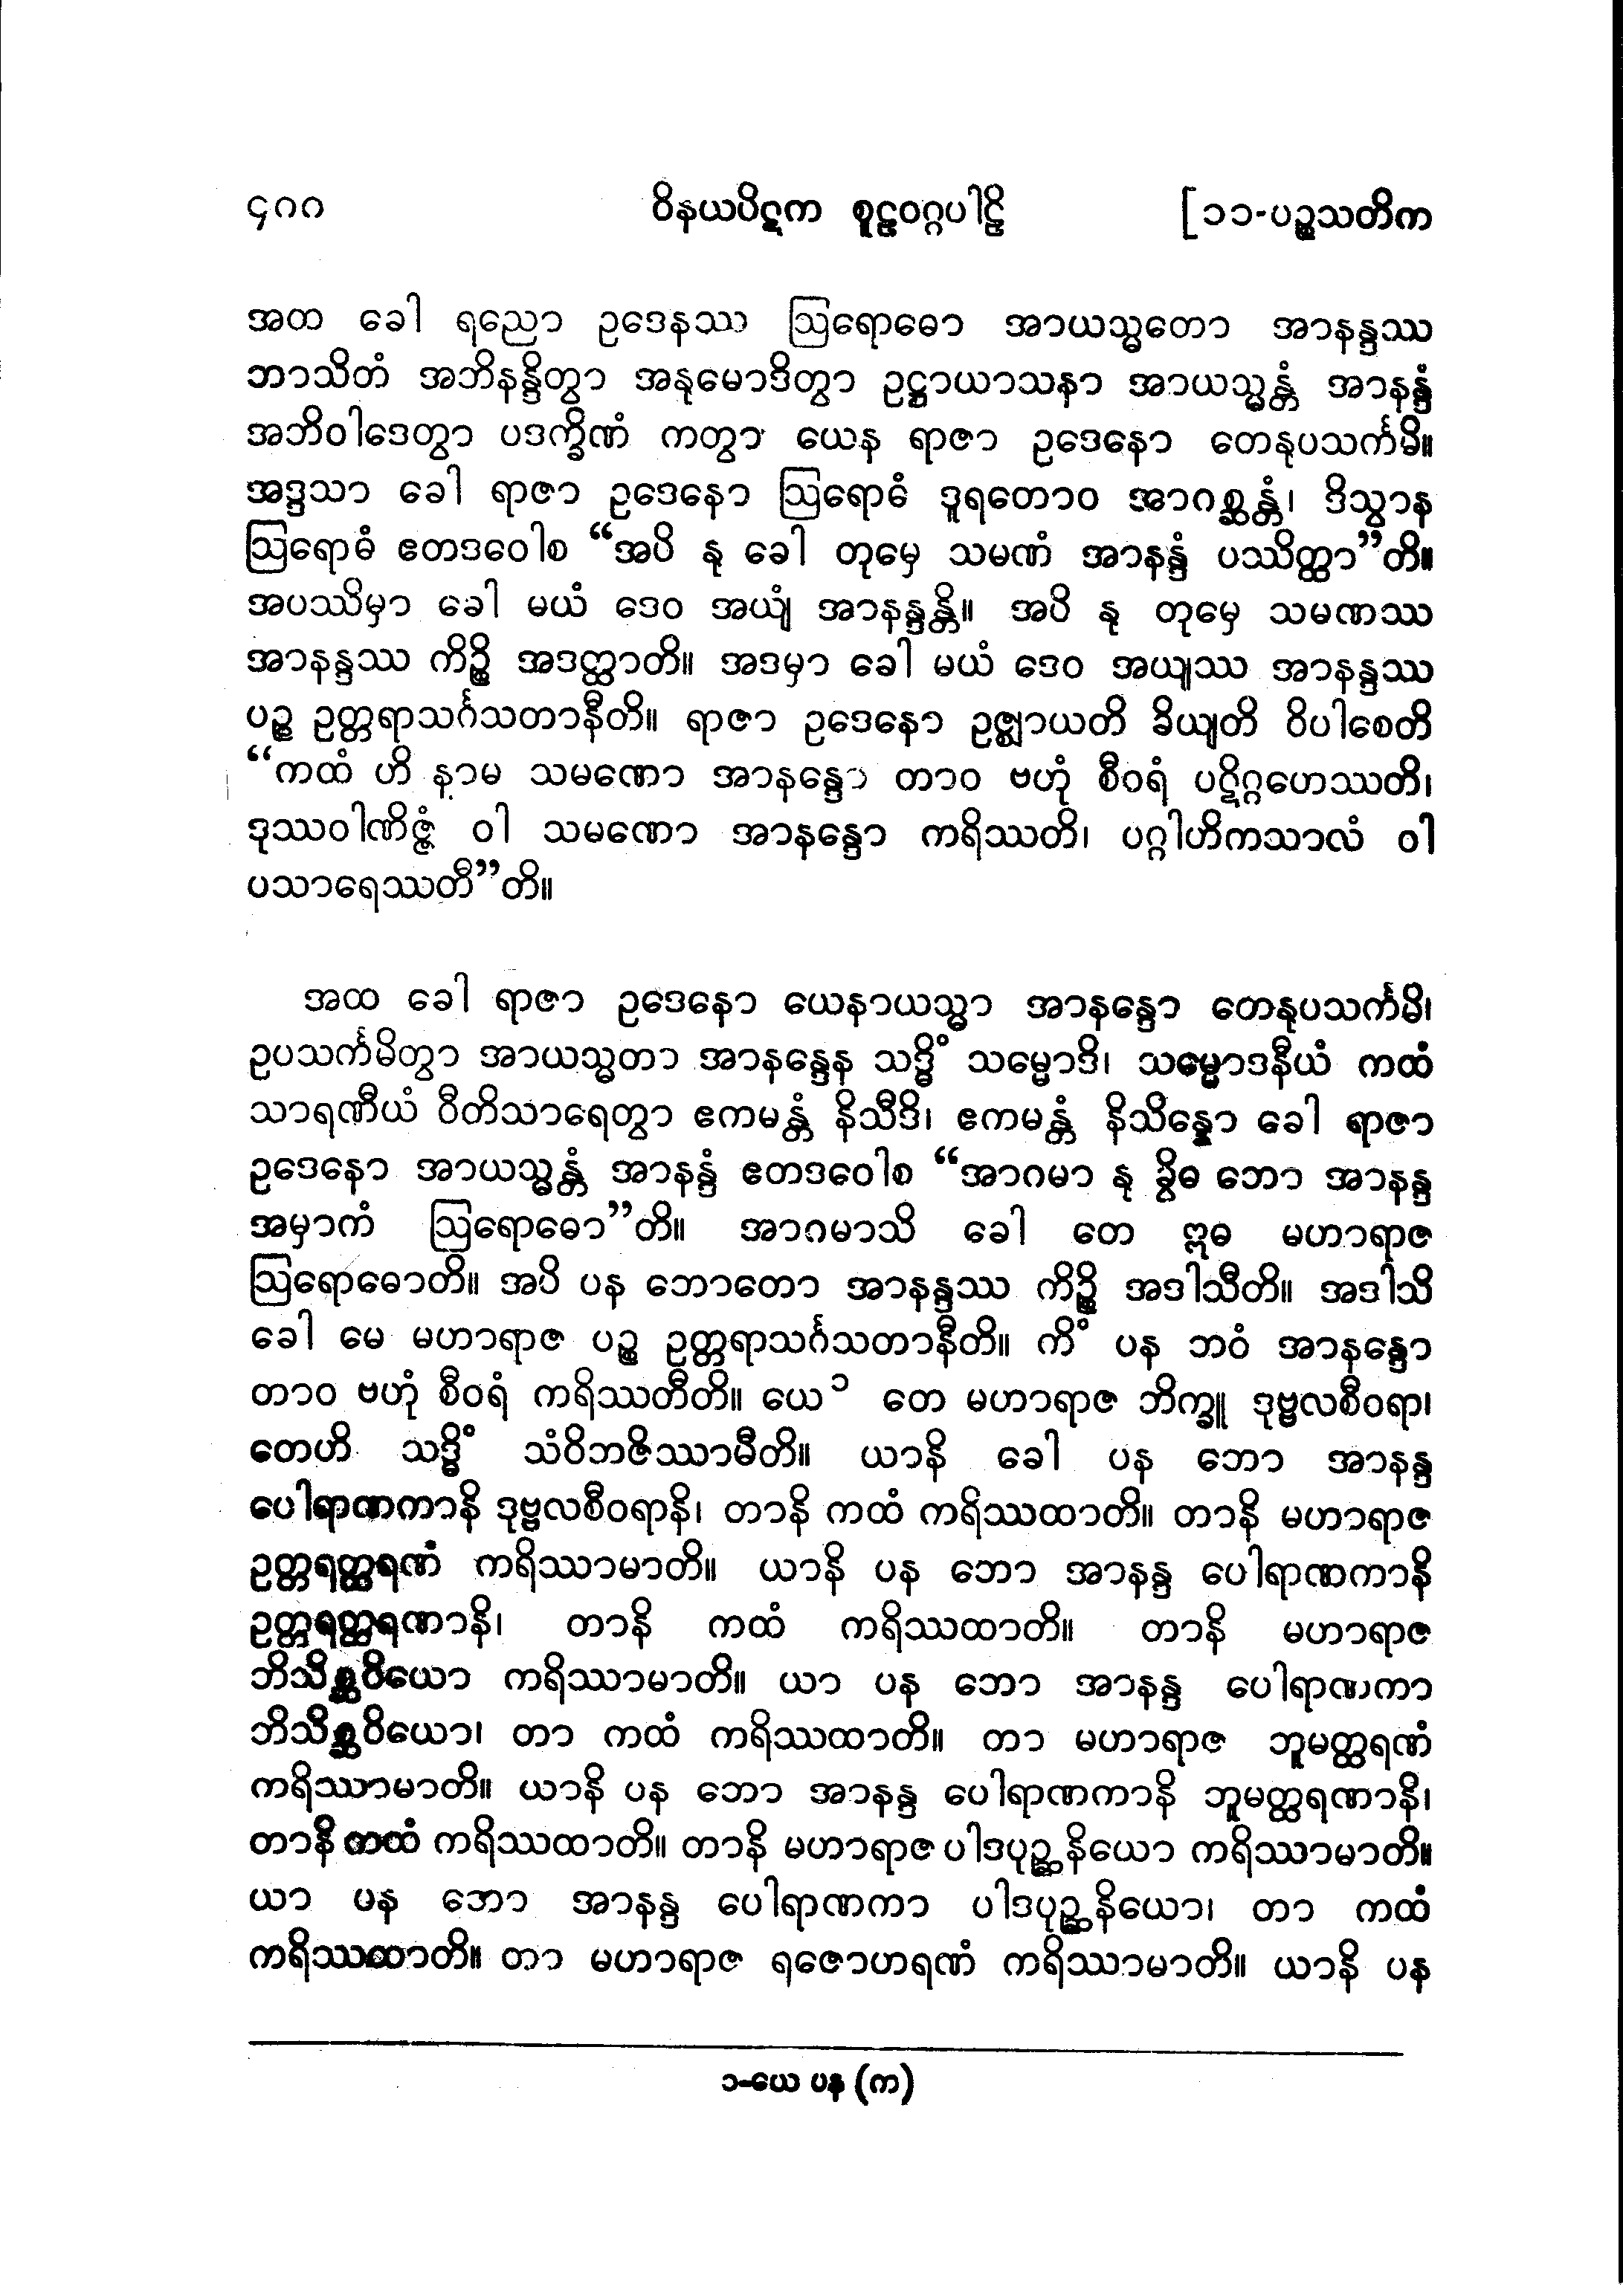 ၄၈၈ ဝိနယပိဋက စူဠဝဂ္ဂပါဠိ [၁၁-ပဉ္စသတိက
အထ ခေါ ရညော ဥဒေနဿ ဩရောဓော အာယသ္မတော အာနန္ဒဿ
ဘာသိတံ အဘိနန္ဒိတွာ အနုမောဒိတွာ ဥဋ္ဌာယာသနာ အာယသ္မန္တံ အာနန္ဒံ
အဘိဝါဒေတွာ ပဒက္ခိဏံ ကတွာ ယေန ရာဇာ ဥဒေနော တေနုပသင်္ကမိ။
အဒ္ဒသာ ခေါ ရာဇာ ဥဒေနော ဩရောဓံ ဒူရတောဝ အာဂစ္ဆန္တံ၊ ဒိသွာန
ဩရောဓံ ဧတဒဝေါစ “အပိ နု ခေါ တုမှေ သမဏံ အာနန္ဒံ ပဿိတ္ထာ”တိ။
အပဿိမှာ ခေါ မယံ ဒေဝ အယျံ အာနန္ဒန္တိ။ အပိ နု တုမှေ သမဏဿ
အာနန္ဒဿ ကိဉ္စိ အဒတ္ထာတိ။ အဒမှာ ခေါ မယံ ဒေဝ အယျဿ အာနန္ဒဿ
ပဉ္စ ဥတ္တရာသင်္ဂသတာနီတိ။ ရာဇာ ဥဒေနော ဥဇ္ဈာယတိ ခိယျတိ ဝိပါစေတိ
“ကထံ ဟိ နာမ သမဏော အာနန္ဒော တာဝ ဗဟုံ စီဝရံ ပဋိဂ္ဂဟေဿတိ၊
ဒုဿဝါဏိဇ္ဇံ ဝါ သမဏော အာနန္ဒော ကရိဿတိ၊ ပဂ္ဂါဟိကသာလံ ဝါ
ပသာရေဿတီ”တိ။
အထ ခေါ ရာဇာ ဥဒေနော ယေနာယသ္မာ အာနန္ဒော တေနုပသင်္ကမိ၊
ဥပသင်္ကမိတွာ အာယသ္မတာ အာနန္ဒေန သဒ္ဓိံ သမ္မောဒိ၊ သမ္မောဒနီယံ ကထံ
သာရဏီယံ ဝီတိသာရေတွာ ဧကမန္တံ နိသီဒိ၊ ဧကမန္တံ နိသိန္နော ခေါ ရာဇာ
ဥဒေနော အာယသ္မန္တံ အာနန္ဒံ ဧတဒဝေါစ “အာဂမာ နု ခွိဓ ဘော အာနန္ဒ
အမှာကံ ဩရောဓော”တိ။ အာဂမာသိ ခေါ တေ ဣဓ မဟာရာဇ
ဩရောဓောတိ။ အပိ ပန ဘောတော အာနန္ဒဿ ကိဉ္စိ အဒါသီတိ။ အဒါသိ
ခေါ မေ မဟာရာဇ ပဉ္စ ဥတ္တရာသင်္ဂသတာနီတိ။ ကိံ ပန ဘဝံ အာနန္ဒော
တာဝ ဗဟုံ စီဝရံ ကရိဿတီတိ။ ယေ ၁ တေ မဟာရာဇ ဘိက္ခူ ဒုဗ္ဗလစီဝရာ၊
တေဟိ သဒ္ဓိံ သံဝိဘဇိဿာမီတိ။ ယာနိ ခေါ ပန ဘော အာနန္ဒ
ပေါရာဏကာနိ ဒုဗ္ဗလစီဝရာနိ၊ တာနိ ကထံ ကရိဿထာတိ။ တာနိ မဟာရာဇ
ဥတ္တရတ္ထရဏံ ကရိဿာမာတိ။ ယာနိ ပန ဘော အာနန္ဒ ပေါရာဏကာနိ
ဥတ္တရတ္ထရဏာနိ၊ တာနိ ကထံ ကရိဿထာတိ။ တာနိ မဟာရာဇ
ဘိသိစ္ဆဝိယော ကရိဿာမာတိ။ ယာ ပန ဘော အာနန္ဒ ပေါရာဏကာ
ဘိသိစ္ဆဝိယော၊ တာ ကထံ ကရိဿထာတိ။ တာ မဟာရာဇ ဘူမတ္ထရဏံ
ကရိဿာမာတိ။ ယာနိ ပန ဘော အာနန္ဒ ပေါရာဏကာနိ ဘူမတ္ထရဏာနိ၊
တာနိ ကထံ ကရိဿထာတိ။ တာနိ မဟာရာဇ ပါဒပုဉ္ဆနိယော ကရိဿာမာတိ။
ယာ ပန ဘော အာနန္ဒ ပေါရာဏကာ ပါဒပုဉ္ဆနိယော၊ တာ ကထံ
ကရိဿထာတိ။ တာ မဟာရာဇ ရဇောဟရဏံ ကရိဿာမာတိ။ ယာနိ ပန
၁-ယေ ပန (က)